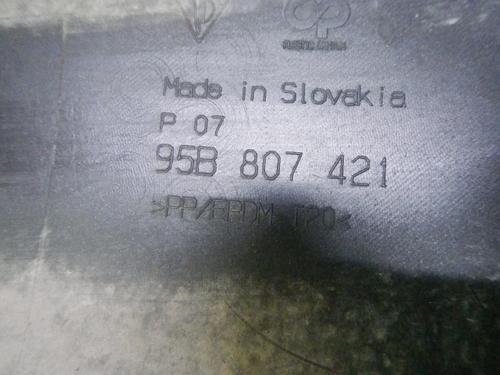 Made in Slovakia
P 07
95B 807 421
>PP/EPDM T20<